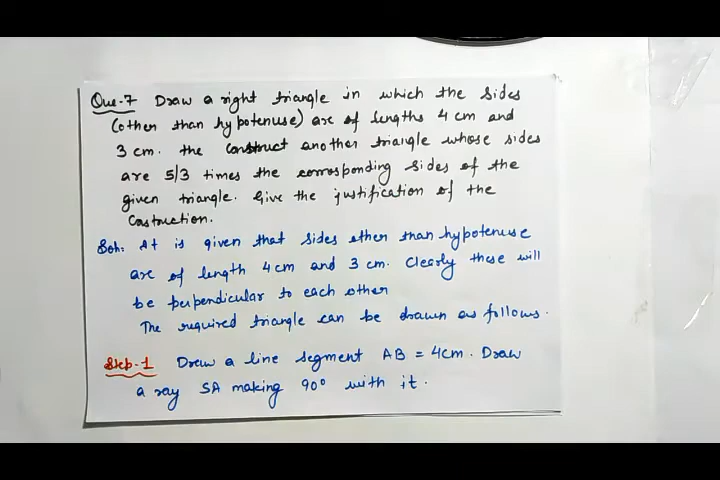 Que.7 Draw a right triangle in which the sides
(other than hypotenuse) are of lengths 4 cm and
3 cm. the construct another triangle whose sides
are 5/3 times the corrosponding sides of the
given triangle. Give the justification of the
Costruction.
Soln: It is given that sides other than hypotenuse
are of length 4cm and 3 cm. Clearly these will
be perpendicular to each other
The required triangle can be drawn as follows.
Step-1 Draw a line segment AB = 4cm. Draw
a ray SA making 90° with it.